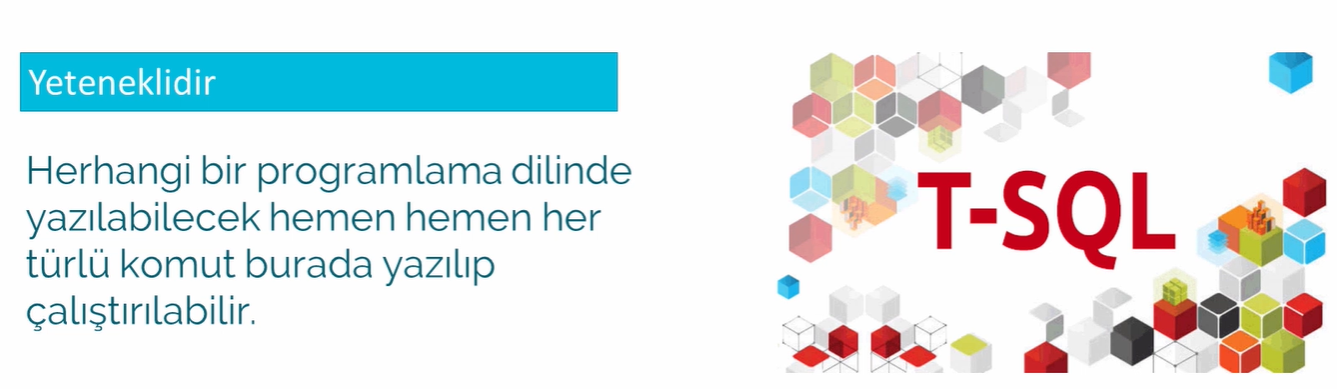 Yeteneklidir
Herhangi bir programlama dilinde
yazılabilecek hemen hemen her
türlü komut burada yazılıp
çalıştırılabilir.
T-SQL